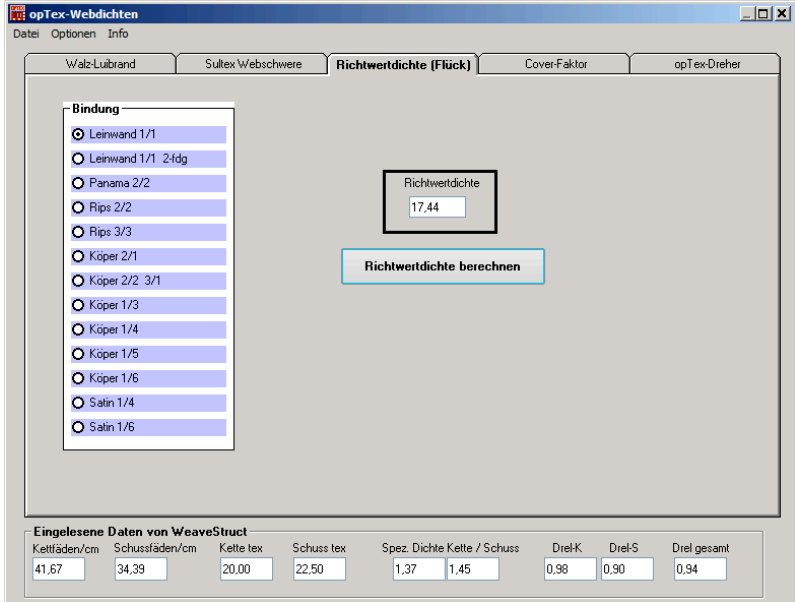 opTex-Webdichten
Datei Optionen Info
Walz-Luibrand Sultex Webschwere Richtwertdichte (Flück) Cover-Faktor opTex-Dreher
Bindung
Leinwand 1/1
Leinwand 1/1 2-fdg
Panama 2/2
Rips 2/2
Rips 3/3
Köper 2/1
Köper 2/2 3/1
Köper 1/3
Köper 1/4
Köper 1/5
Köper 1/6
Satin 1/4
Satin 1/6
Richtwertdichte
17,44
Richtwertdichte berechnen
Eingelesene Daten von WeaveStruct
Kettfäden/cm Schussfäden/cm Kette tex Schuss tex Spez. Dichte Kette / Schuss Drel-K Drel-S Drel gesamt
41,67 34,39 20,00 22,50 1,37 1,45 0,98 0,90 0,94